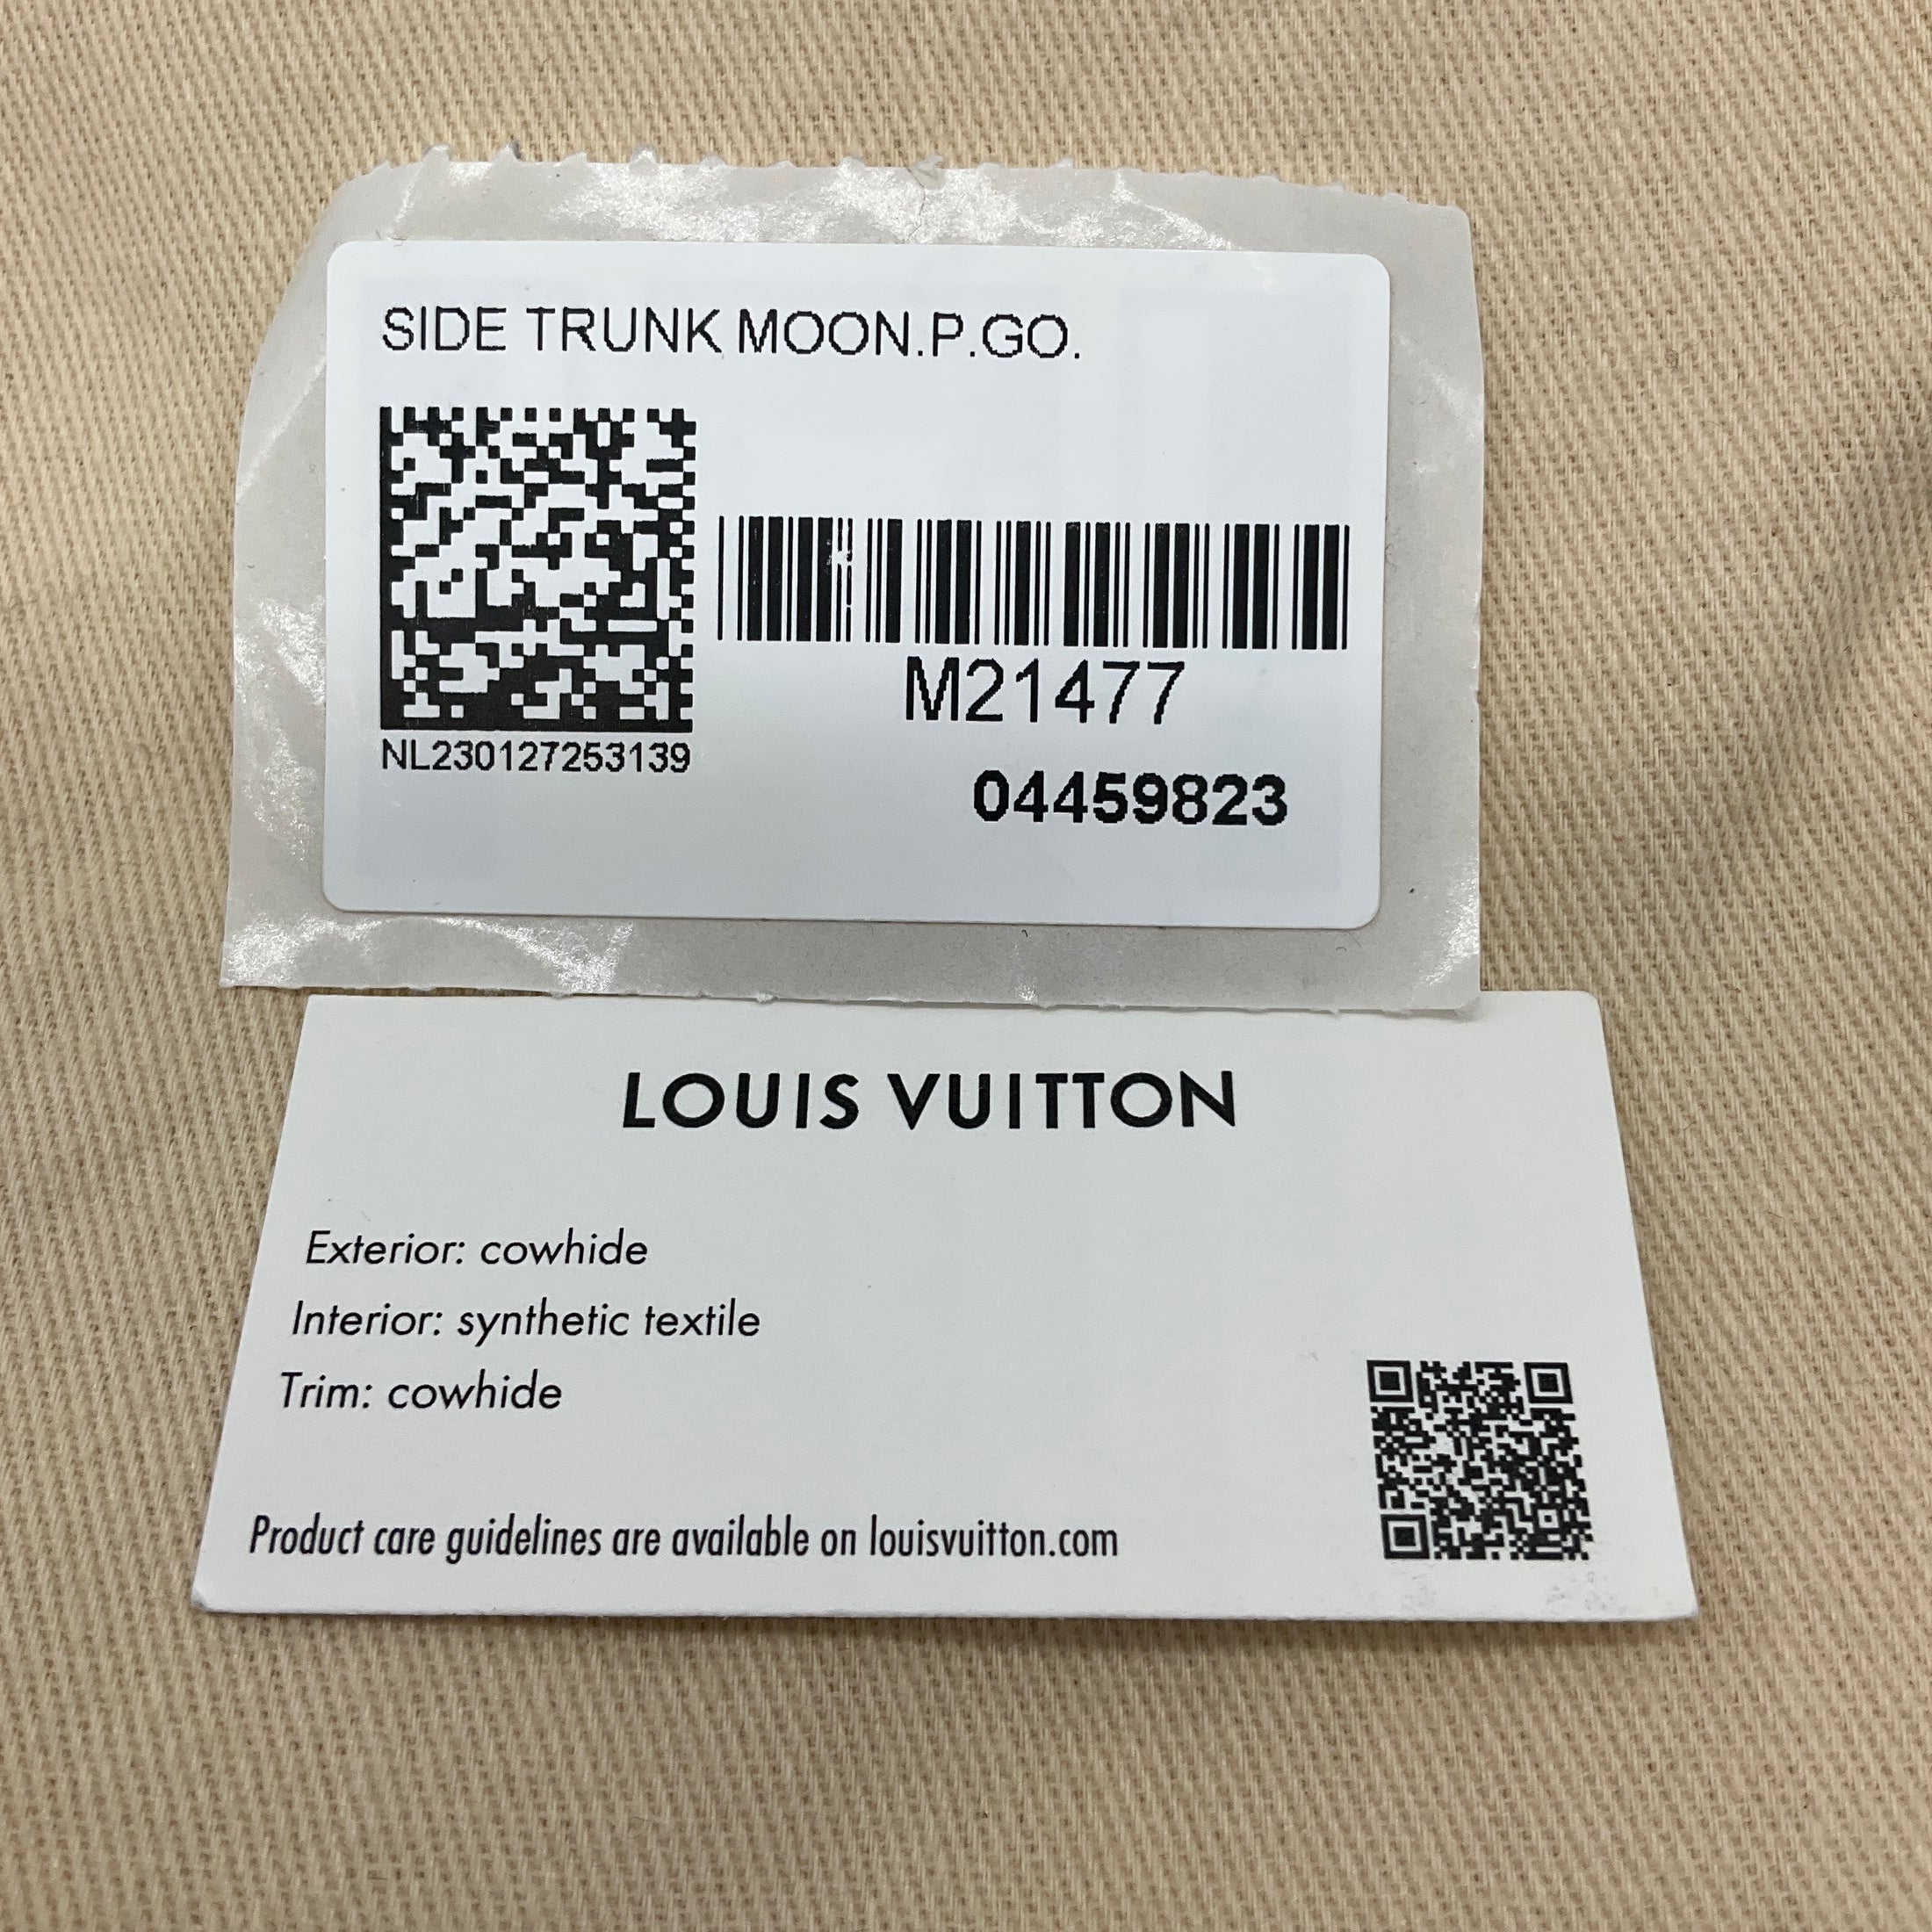 SIDE TRUNK MOON.P.GO.
M21477
NL230127253139
04459823
LOUIS VUITTON
Exterior: cowhide
Interior: synthetic textile
Trim: cowhide
Product care guidelines are available on louisvuitton.com